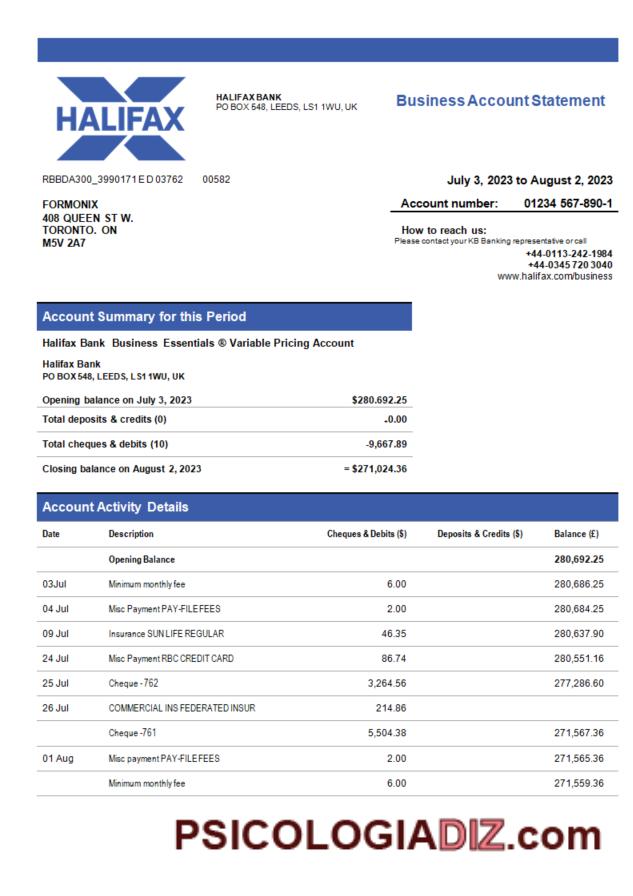 HALIFAX
HALIFAX BANK
PO BOX 548, LEEDS, LS1 1WU, UK
Business Account Statement
RBBDA300_3990171 E D 03762 00582
July 3, 2023 to August 2, 2023
FORMONIX
408 QUEEN ST W.
TORONTO. ON
M5V 2A7
Account number: 01234 567-890-1
How to reach us:
Please contact your KB Banking representative or call
+44-0113-242-1984
+44-0345 720 3040
www.halifax.com/business
Account Summary for this Period
Halifax Bank Business Essentials ® Variable Pricing Account
Halifax Bank
PO BOX 548, LEEDS, LS1 1WU, UK
Opening balance on July 3, 2023 $280.692.25
Total deposits & credits (0) -0.00
Total cheques & debits (10) -9,667.89
Closing balance on August 2, 2023 = $271,024.36
Account Activity Details
Date Description Cheques & Debits ($) Deposits & Credits ($) Balance (£)
Opening Balance 280,692.25
03Jul Minimum monthly fee 6.00 280,686.25
04 Jul Misc Payment PAY-FILE FEES 2.00 280,684.25
09 Jul Insurance SUN LIFE REGULAR 46.35 280,637.90
24 Jul Misc Payment RBC CREDIT CARD 86.74 280,551.16
25 Jul Cheque -762 3,264.56 277,286.60
26 Jul COMMERCIAL INS FEDERATED INSUR 214.86
Cheque -761 5,504.38 271,567.36
01 Aug Misc payment PAY-FILE FEES 2.00 271,565.36
Minimum monthly fee 6.00 271,559.36
PSICOLOGIADIZ.com